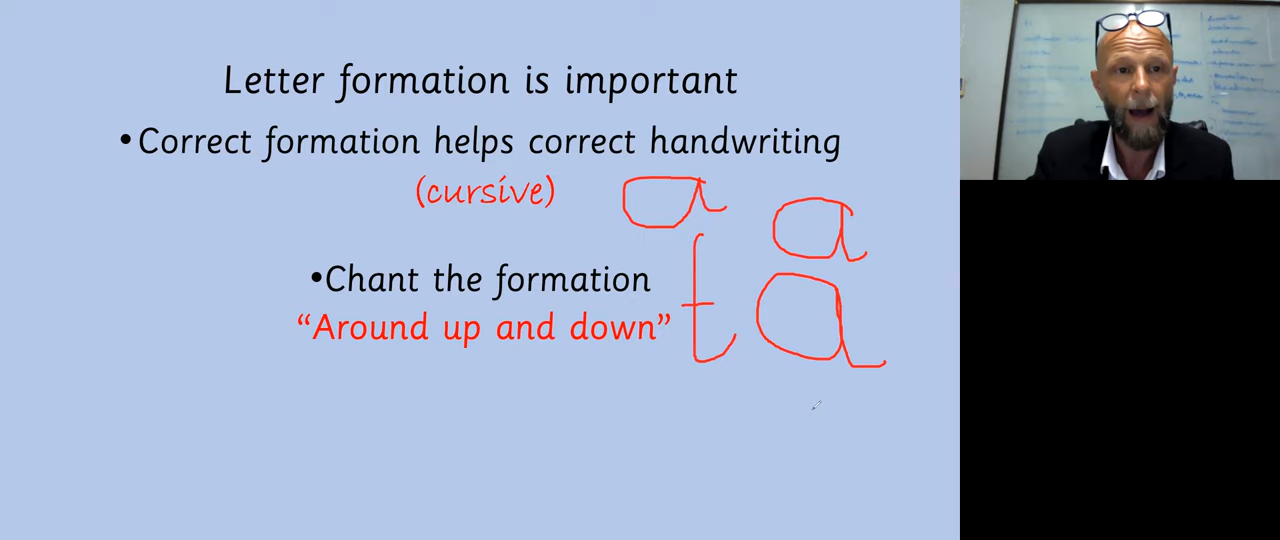 Letter formation is important
•Correct formation helps correct handwriting
(cursive)
a
a
•Chant the formation
“Around up and down”
t a